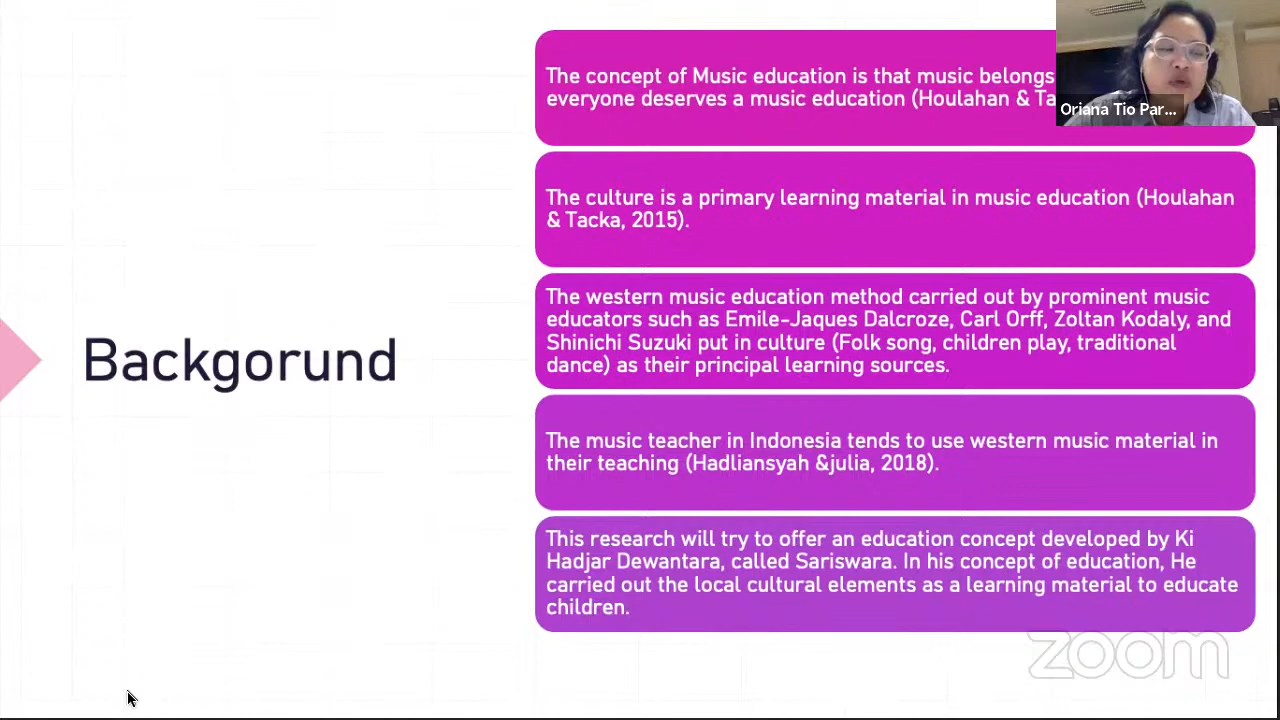 Backgorund
The concept of Music education is that music belongs
everyone deserves a music education (Houlahan & Ta
The culture is a primary learning material in music education (Houlahan
& Tacka, 2015).
The western music education method carried out by prominent music
educators such as Emile-Jaques Dalcroze, Carl Orff, Zoltan Kodaly, and
Shinichi Suzuki put in culture (Folk song, children play, traditional
dance) as their principal learning sources.
The music teacher in Indonesia tends to use western music material in
their teaching (Hadliansyah &julia, 2018).
This research will try to offer an education concept developed by Ki
Hadjar Dewantara, called Sariswara. In his concept of education, He
carried out the local cultural elements as a learning material to educate
children.
Oriana Tio Par...
zoom